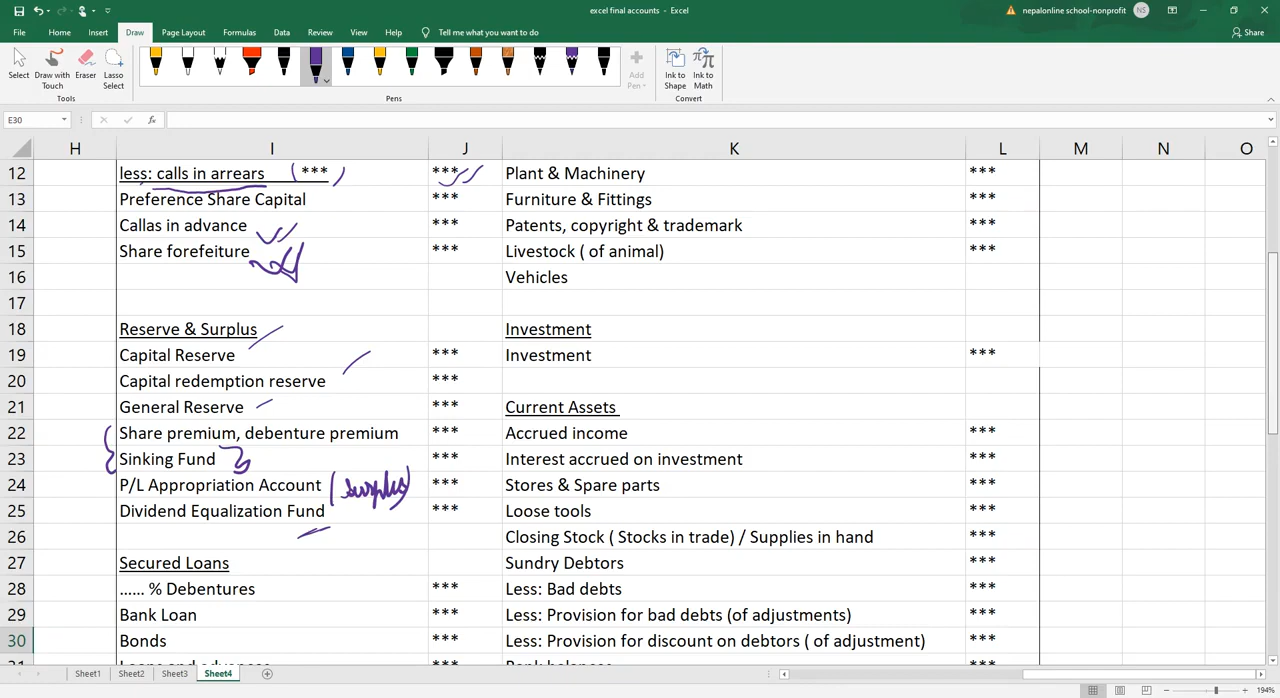 excel final accounts - Excel
nepalonline school-nonprofit NS
File Home Insert Draw Page Layout Formulas Data Review View Help Tell me what you want to do Share
Select Draw with Touch Eraser Lasso Select Add Pen Ink to Shape Ink to Math
Tools Pens Convert
E30 fx
H I J K L M N O
12 less: calls in arrears (***) *** Plant & Machinery ***
13 Preference Share Capital *** Furniture & Fittings ***
14 Callas in advance *** Patents, copyright & trademark ***
15 Share forefeiture *** Livestock ( of animal) ***
16 Vehicles
17
18 Reserve & Surplus Investment
19 Capital Reserve *** Investment ***
20 Capital redemption reserve ***
21 General Reserve *** Current Assets
22 Share premium, debenture premium *** Accrued income ***
23 Sinking Fund *** Interest accrued on investment ***
24 P/L Appropriation Account (Surplus) *** Stores & Spare parts ***
25 Dividend Equalization Fund *** Loose tools ***
26 Closing Stock ( Stocks in trade) / Supplies in hand ***
27 Secured Loans Sundry Debtors ***
28 ...... % Debentures *** Less: Bad debts ***
29 Bank Loan *** Less: Provision for bad debts (of adjustments) ***
30 Bonds *** Less: Provision for discount on debtors ( of adjustment) ***
31 Loans and advances Bank balances
Sheet1 Sheet2 Sheet3 Sheet4
194%